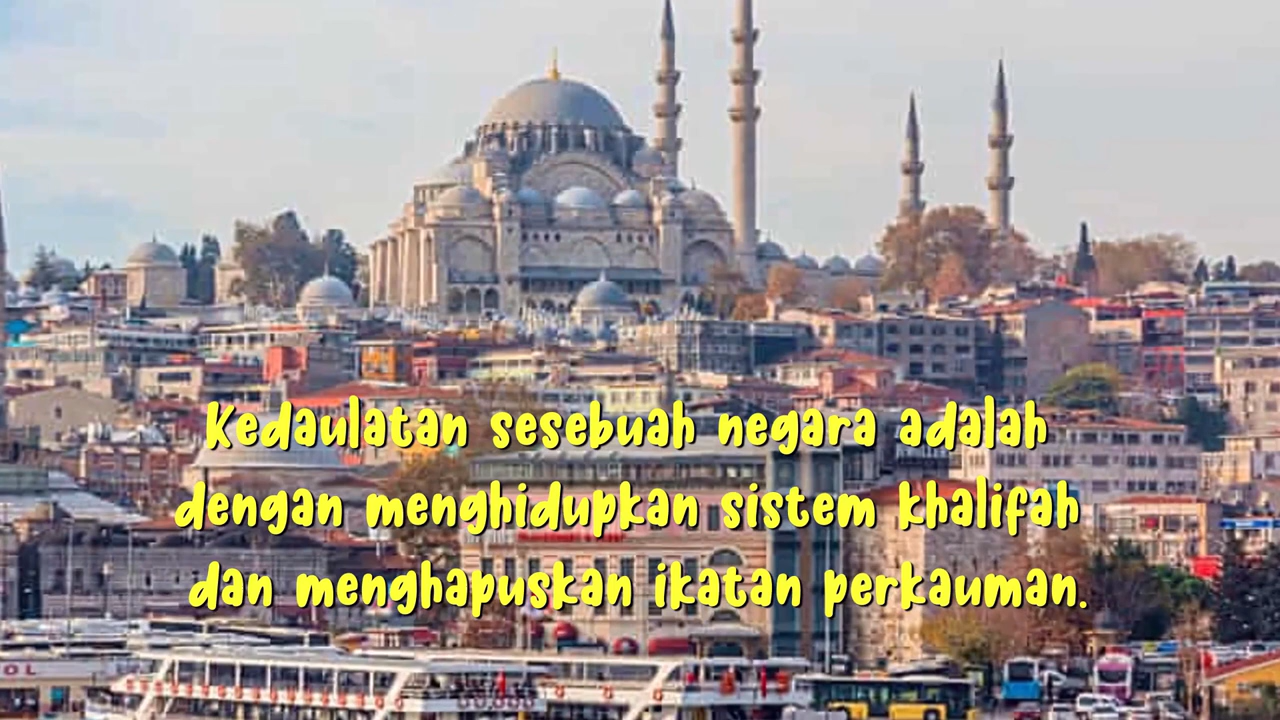 Kedaulatan sesebuah negara adalah
dengan menghidupkan sistem khalifah
dan menghapuskan ikatan perkauman.